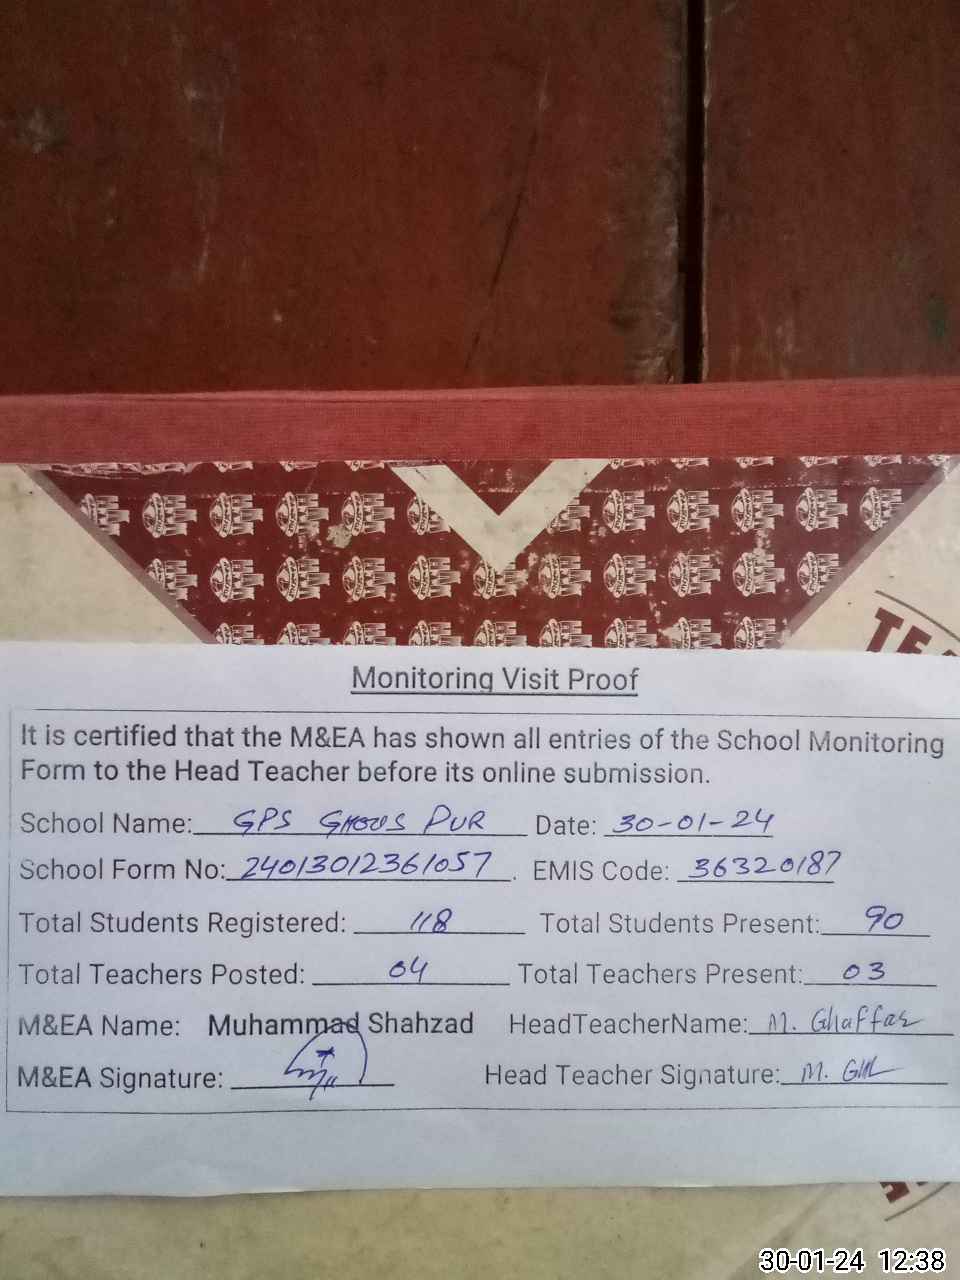 TEA
Monitoring Visit Proof
It is certified that the M&EA has shown all entries of the School Monitoring
Form to the Head Teacher before its online submission.
School Name: GPS GHOUS PUR Date: 30-01-24
School Form No: 24013012361057. EMIS Code: 36320187
Total Students Registered: 118 Total Students Present: 90
Total Teachers Posted: 04 Total Teachers Present: 03
M&EA Name: Muhammad Shahzad HeadTeacherName: M. Ghaffar
M&EA Signature: Head Teacher Signature: M. Ghl
30-01-24 12:38